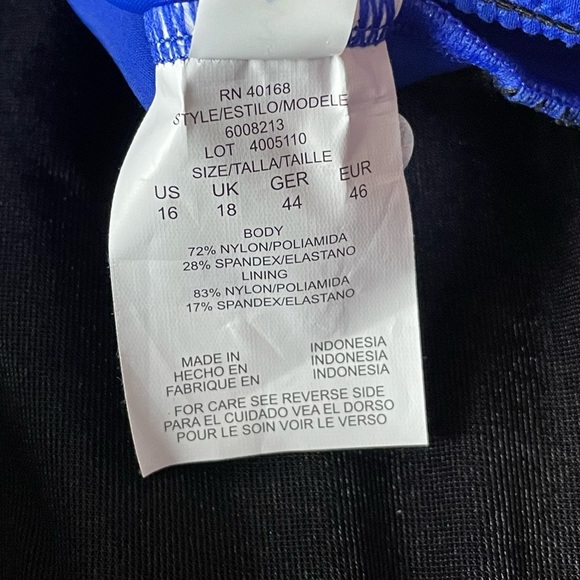 RN 40168
STYLE/ESTILO/MODELE
6008213
LOT 4005110
SIZE/TALLA/TAILLE
US UK GER EUR
16 18 44 46
BODY
72% NYLON/POLIAMIDA
28% SPANDEX/ELASTANO
LINING
83% NYLON/POLIAMIDA
17% SPANDEX/ELASTANO
MADE IN INDONESIA
HECHO EN INDONESIA
FABRIQUE EN INDONESIA
FOR CARE SEE REVERSE SIDE
PARA EL CUIDADO VEA EL DORSO
POUR LE SOIN VOIR LE VERSO